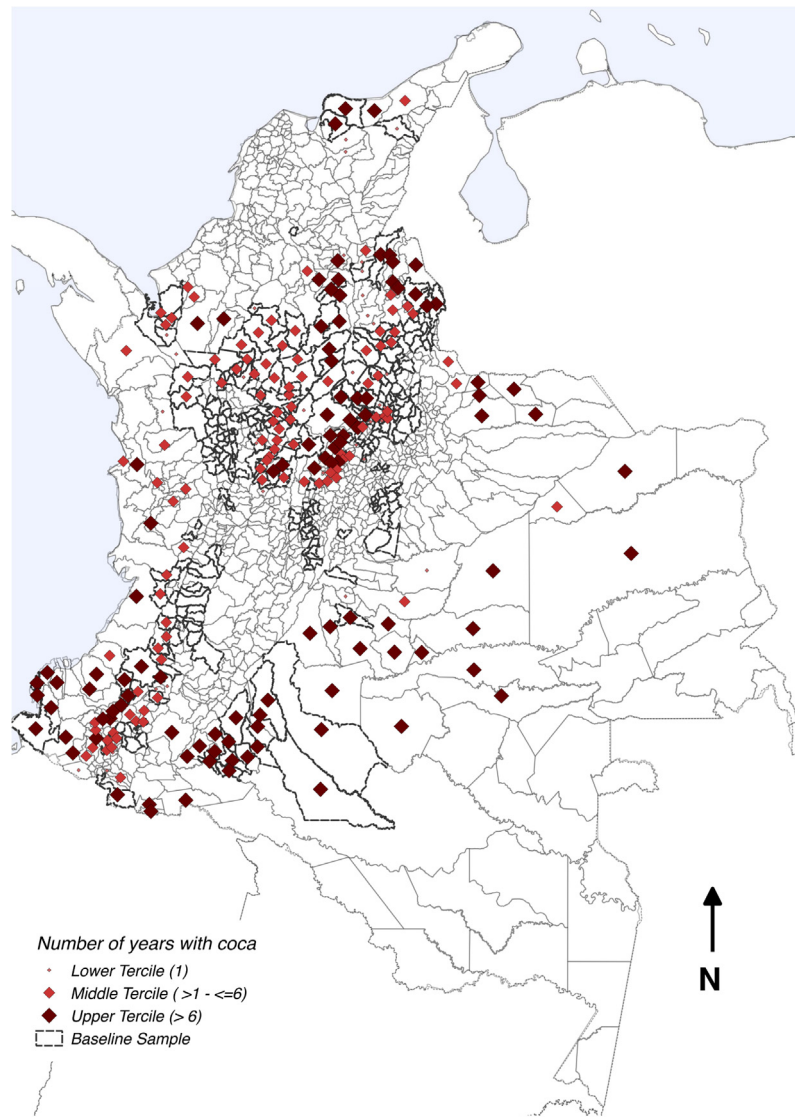 N
Number of years with coca
Lower Tercile (1)
Middle Tercile ( >1 - <=6)
Upper Tercile (> 6)
Baseline Sample